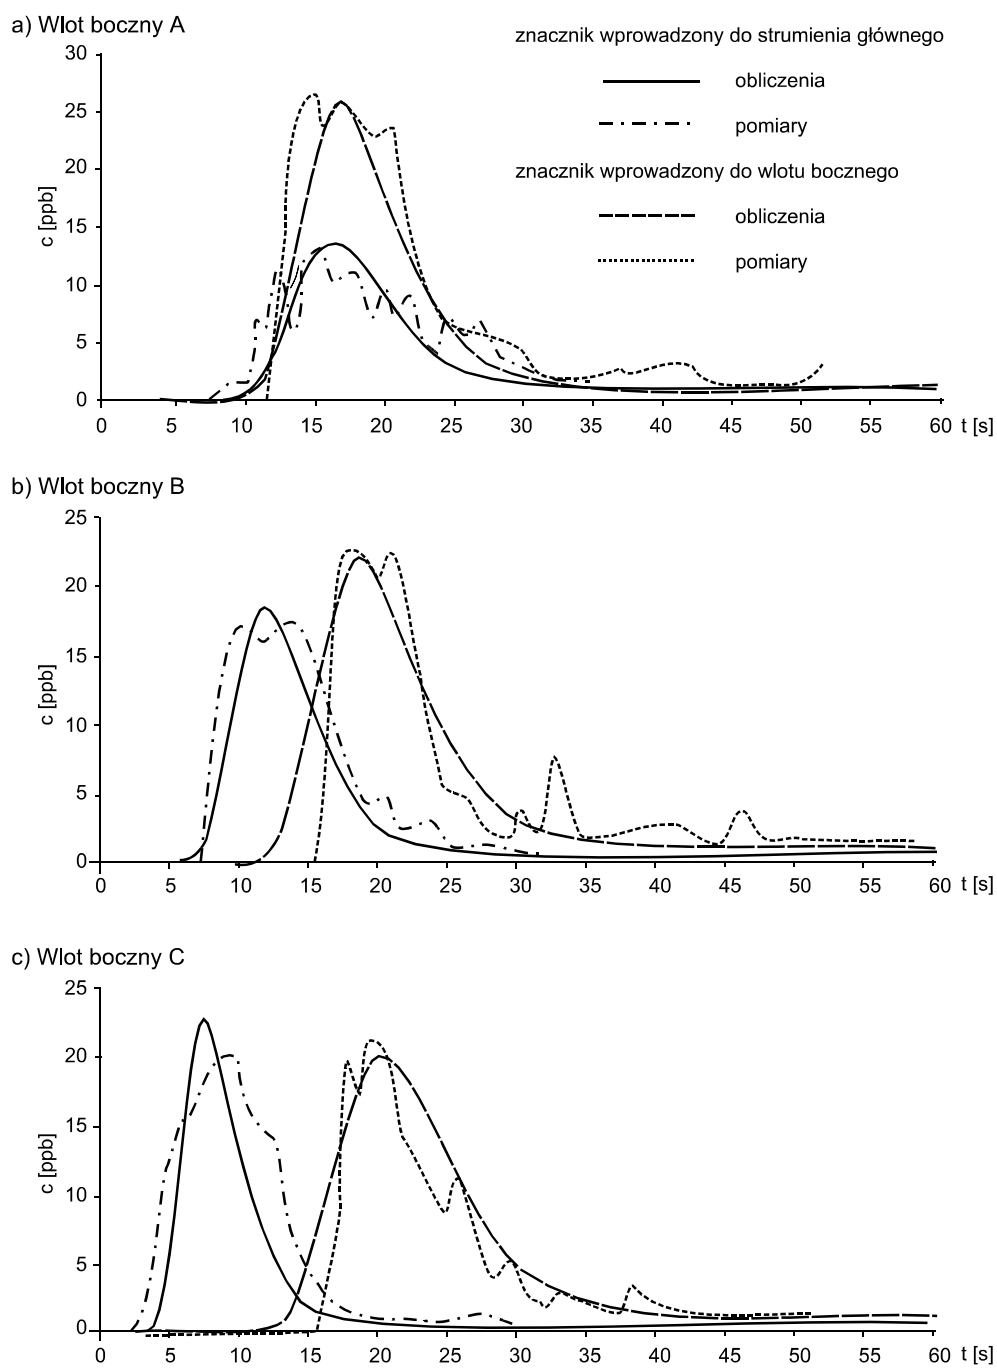 a) Wlot boczny A
znacznik wprowadzony do strumienia głównego
obliczenia
pomiary
znacznik wprowadzony do wlotu bocznego
obliczenia
pomiary
c [ppb]
30
25
20
15
10
5
0
0 5 10 15 20 25 30 35 40 45 50 55 60 t [s]
b) Wlot boczny B
c [ppb]
25
20
15
10
5
0
0 5 10 15 20 25 30 35 40 45 50 55 60 t [s]
c) Wlot boczny C
c [ppb]
25
20
15
10
5
0
0 5 10 15 20 25 30 35 40 45 50 55 60 t [s]